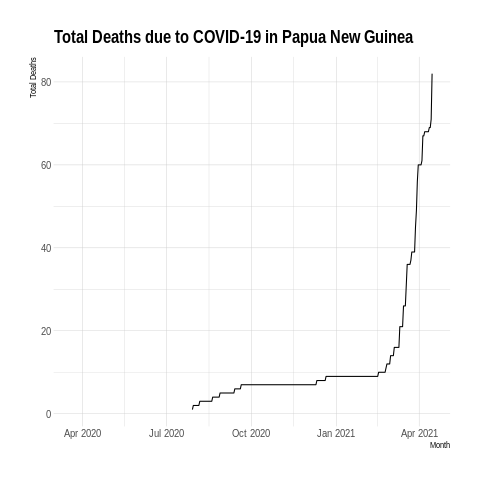 Total Deaths due to COVID-19 in Papua New Guinea
Total Deaths
80
60
40
20
0
Apr 2020
Jul 2020
Oct 2020
Jan 2021
Apr 2021
Month